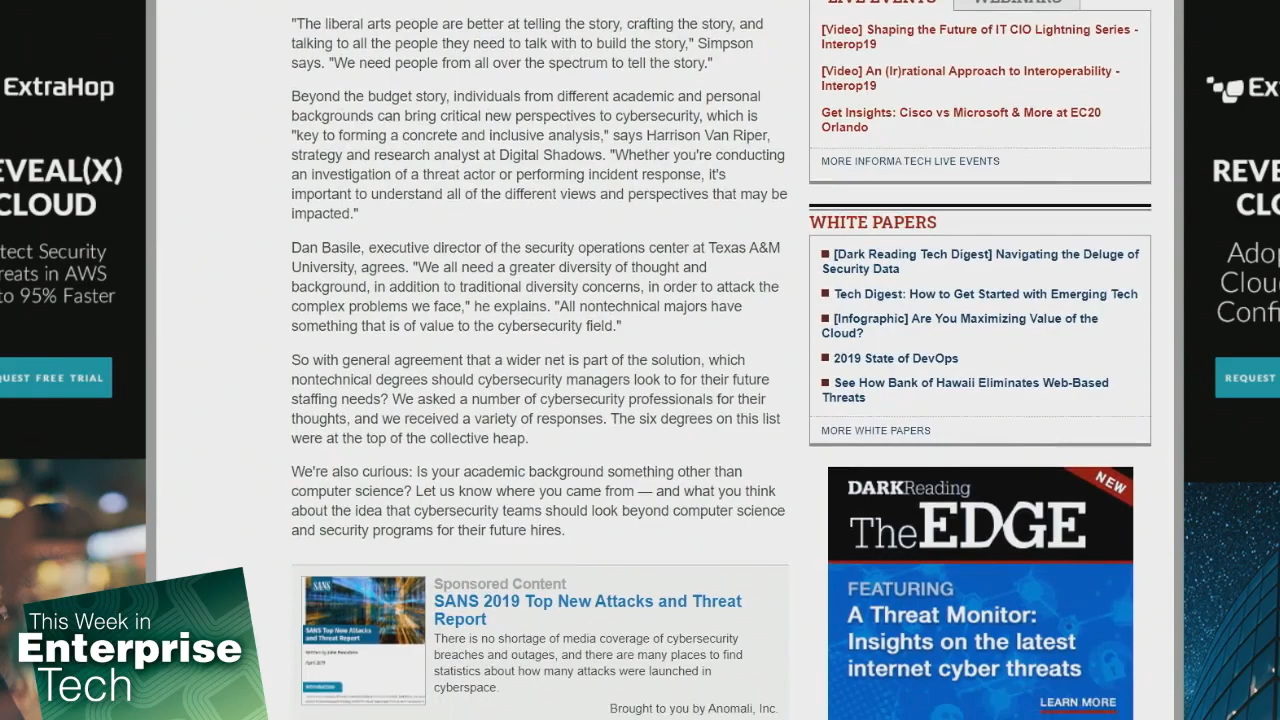 "The liberal arts people are better at telling the story, crafting the story, and
talking to all the people they need to talk with to build the story," Simpson
says. "We need people from all over the spectrum to tell the story."
Beyond the budget story, individuals from different academic and personal
backgrounds can bring critical new perspectives to cybersecurity, which is
"key to forming a concrete and inclusive analysis," says Harrison Van Riper,
strategy and research analyst at Digital Shadows. "Whether you're conducting
an investigation of a threat actor or performing incident response, it's
important to understand all of the different views and perspectives that may be
impacted."
Dan Basile, executive director of the security operations center at Texas A&M
University, agrees. "We all need a greater diversity of thought and
background, in addition to traditional diversity concerns, in order to attack the
complex problems we face," he explains. "All nontechnical majors have
something that is of value to the cybersecurity field."
So with general agreement that a wider net is part of the solution, which
nontechnical degrees should cybersecurity managers look to for their future
staffing needs? We asked a number of cybersecurity professionals for their
thoughts, and we received a variety of responses. The six degrees on this list
were at the top of the collective heap.
We're also curious: Is your academic background something other than
computer science? Let us know where you came from — and what you think
about the idea that cybersecurity teams should look beyond computer science
and security programs for their future hires.
Sponsored Content
SANS 2019 Top New Attacks and Threat
Report
There is no shortage of media coverage of cybersecurity
breaches and outages, and there are many places to find
statistics about how many attacks were launched in
cyberspace.
Brought to you by Anomali, Inc.
SANS
SANS Top New Attacks
and Threat Report
April 2019
Introduction
LIVE EVENTS
WEBINARS
[Video] Shaping the Future of IT CIO Lightning Series -
Interop19
[Video] An (Ir)rational Approach to Interoperability -
Interop19
Get Insights: Cisco vs Microsoft & More at EC20
Orlando
MORE INFORMA TECH LIVE EVENTS
WHITE PAPERS
[Dark Reading Tech Digest] Navigating the Deluge of
Security Data
Tech Digest: How to Get Started with Emerging Tech
[Infographic] Are You Maximizing Value of the
Cloud?
2019 State of DevOps
See How Bank of Hawaii Eliminates Web-Based
Threats
MORE WHITE PAPERS
DARKReading
NEW
The EDGE
FEATURING
A Threat Monitor:
Insights on the latest
internet cyber threats
LEARN MORE
ExtraHop
EVEAL(X)
CLOUD
tect Security
reats in AWS
to 95% Faster
UEST FREE TRIAL
Ex
REVE
CLO
Adop
Clou
Confi
REQUEST
This Week in
Enterprise
Tech